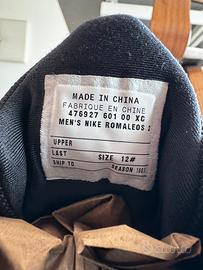 MADE IN CHINA
FABRIQUE EN CHINE
476927 601 00 XC
MEN'S NIKE ROMALEOS 2
UPPER
LAST
SIZE 12#
SHIP TO
SEASON